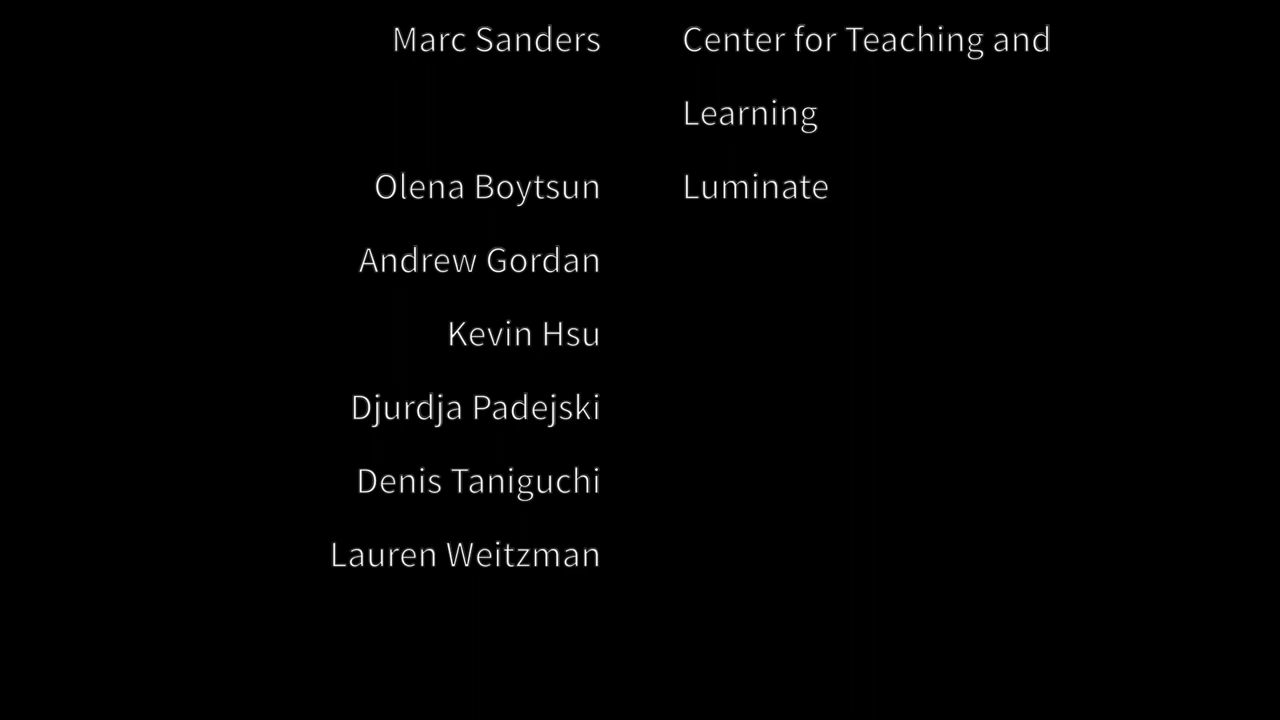 Marc Sanders Center for Teaching and
Learning
Olena Boytsun Luminate
Andrew Gordan
Kevin Hsu
Djurdja Padejski
Denis Taniguchi
Lauren Weitzman